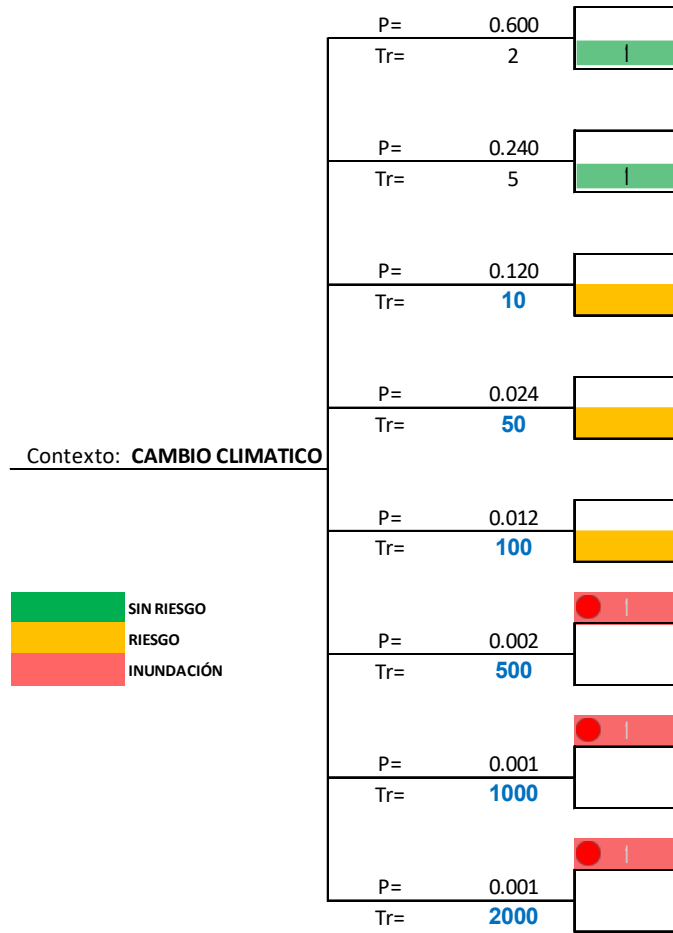 P= 0.600
Tr= 2
P= 0.240
Tr= 5
P= 0.120
Tr= 10
P= 0.024
Tr= 50
Contexto: CAMBIO CLIMATICO
P= 0.012
Tr= 100
SIN RIESGO
RIESGO
INUNDACIÓN
P= 0.002
Tr= 500
P= 0.001
Tr= 1000
P= 0.001
Tr= 2000